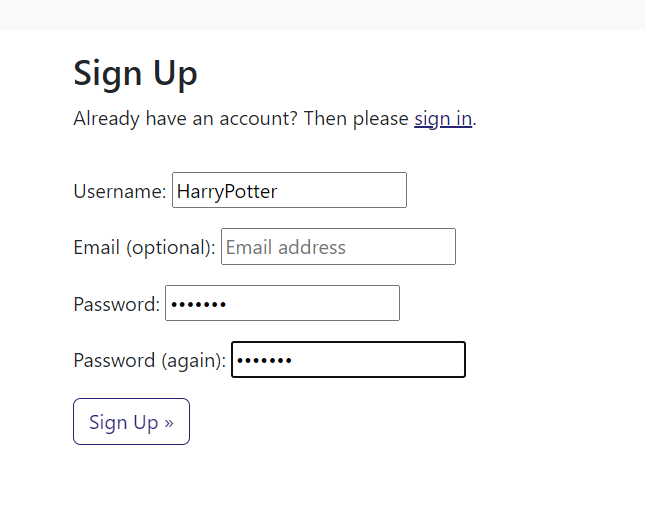 Sign Up
Already have an account? Then please sign in.
Username: HarryPotter
Email (optional): Email address
Password: •••••••
Password (again): •••••••
Sign Up »